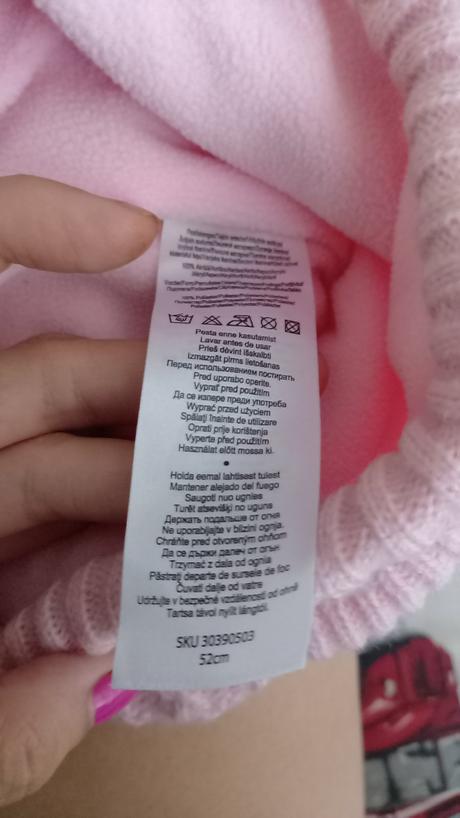 Pesta enne kasutamist
Lavar antes de usar
Prieš dėvint išskalbti
Izmazgāt pirms lietošanas
Перед использованием постирать
Pred uporabo operite.
Vyprať pred použitím
Да се изпере преди употреба
Wyprać przed użyciem
Spălați înainte de utilizare
Oprati prije korištenja
Vyperte před použitím
Használat előtt mossa ki.
•
Hoida eemal lahtisest tulest
Mantener alejado del fuego
Saugoti nuo ugnies
Turēt atsevišķi no uguns
Держать подальше от огня
Ne uporabljajte v bližini ognja.
Chráňte pred otvoreným ohňom
Да се държи далеч от огън
Trzymać z dala od ognia
Păstrați departe de sursele de foc
Čuvati dalje od vatre
Udržujte v bezpečné vzdálenosti od ohně
Tartsa távol nyílt lángtól.
SKU 30390503
52cm